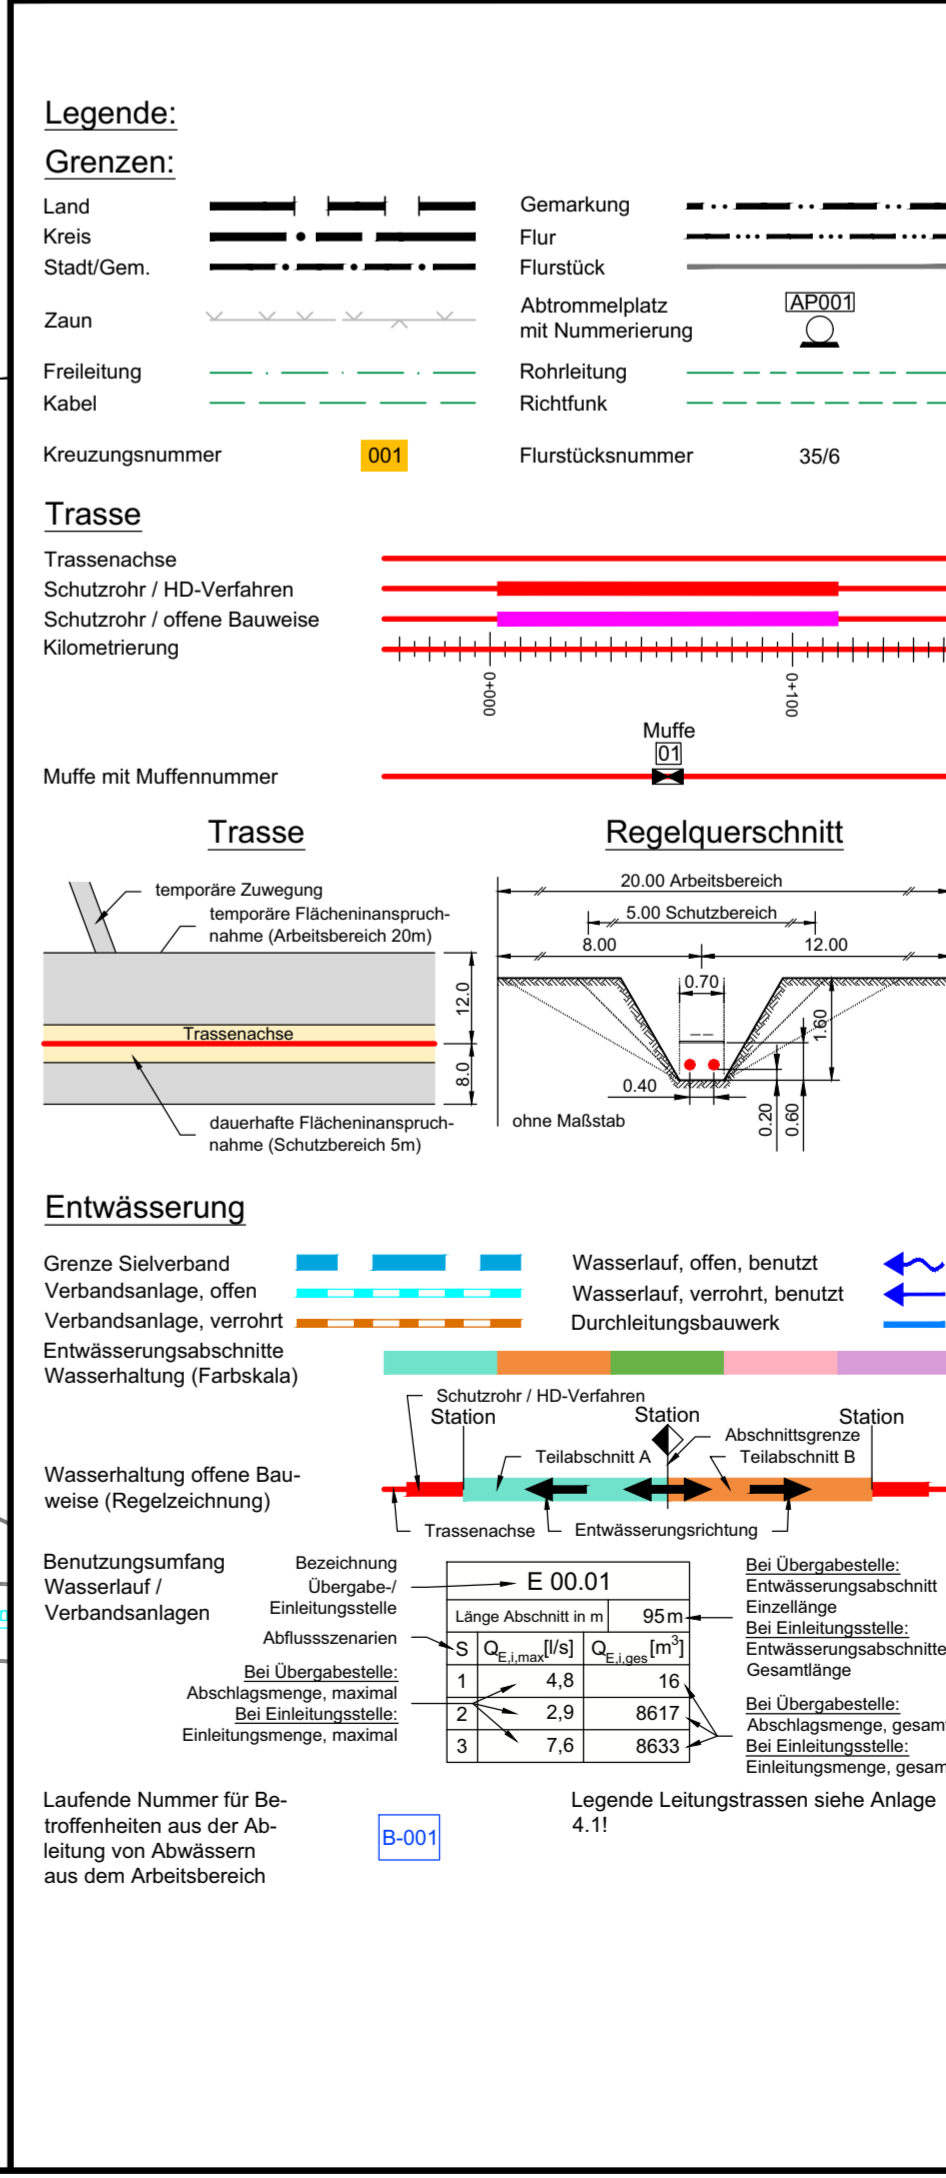 Legende:
Grenzen:
Land
Kreis
Stadt/Gem.
Zaun
Freileitung
Kabel
Kreuzungsnummer
001
Gemarkung
Flur
Flurstück
Abtrommelplatz
mit Nummerierung
AP001
Rohrleitung
Richtfunk
Flurstücksnummer
35/6
Trasse
Trassenachse
Schutzrohr / HD-Verfahren
Schutzrohr / offene Bauweise
Kilometrierung
0+000
0+100
Muffe
01
Muffe mit Muffennummer
Trasse
temporäre Zuwegung
temporäre Flächeninanspruch-
nahme (Arbeitsbereich 20m)
Trassenachse
12.0
8.0
dauerhafte Flächeninanspruch-
nahme (Schutzbereich 5m)
Regelquerschnitt
20.00 Arbeitsbereich
5.00 Schutzbereich
8.00
12.00
0.70
1.60
0.40
0.20
0.60
ohne Maßstab
Entwässerung
Grenze Sielverband
Verbandsanlage, offen
Verbandsanlage, verrohrt
Wasserlauf, offen, benutzt
Wasserlauf, verrohrt, benutzt
Durchleitungsbauwerk
Entwässerungsabschnitte
Wasserhaltung (Farbskala)
Schutzrohr / HD-Verfahren
Station
Station
Station
Abschnittsgrenze
Teilabschnitt A
Teilabschnitt B
Wasserhaltung offene Bau-
weise (Regelzeichnung)
Trassenachse
Entwässerungsrichtung
Benutzungsumfang
Wasserlauf /
Verbandsanlagen
Bezeichnung
Übergabe-/
Einleitungsstelle
Abflussszenarien
Bei Übergabestelle:
Abschlagsmenge, maximal
Bei Einleitungsstelle:
Einleitungsmenge, maximal
E 00.01
Länge Abschnitt in m 95m
S QE,i,max[l/s] QE,i,ges [m³]
1 4,8 16
2 2,9 8617
3 7,6 8633
Bei Übergabestelle:
Entwässerungsabschnitt
Einzellänge
Bei Einleitungsstelle:
Entwässerungsabschnitte
Gesamtlänge
Bei Übergabestelle:
Abschlagsmenge, gesamt
Bei Einleitungsstelle:
Einleitungsmenge, gesam
Laufende Nummer für Be-
troffenheiten aus der Ab-
leitung von Abwässern
aus dem Arbeitsbereich
B-001
Legende Leitungstrassen siehe Anlage
4.1!